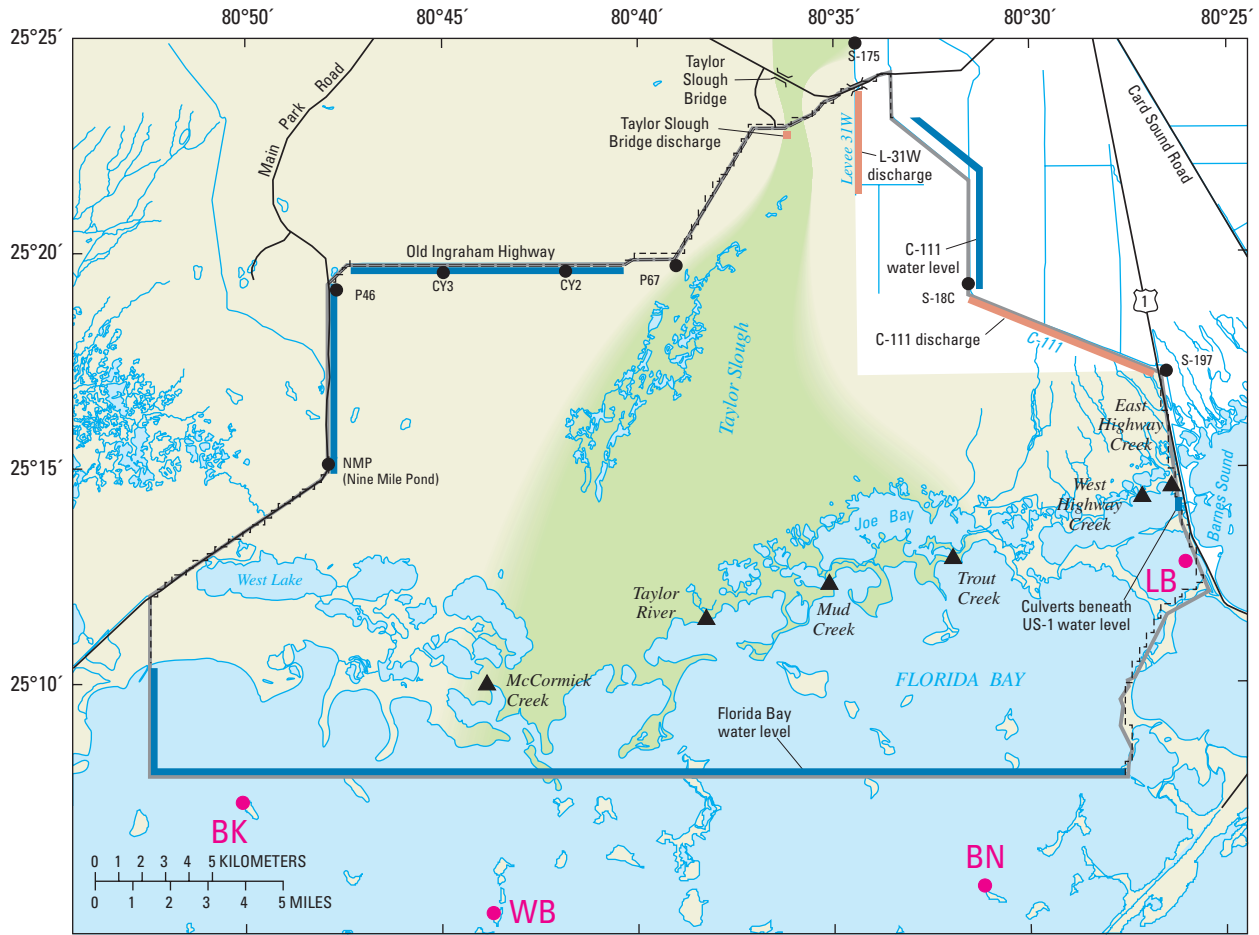 80°50′ 80°45′ 80°40′ 80°35′ 80°30′ 80°25′
25°25′
S-175
Taylor
Slough
Bridge
Main Park Road
Card Sound Road
Taylor Slough
Bridge discharge
Levee 31W
L-31W
discharge
25°20′
Old Ingraham Highway
C-111
water level
P46
CY3
CY2
P67
S-18C
1
C-111 discharge
C-111
S-197
Taylor Slough
East
Highway
Creek
25°15′
NMP
(Nine Mile Pond)
West
Highway
Creek
Barnes Sound
Joe Bay
West Lake
LB
Taylor
River
Mud
Creek
Trout
Creek
Culverts beneath
US-1 water level
25°10′
McCormick
Creek
FLORIDA BAY
Florida Bay
water level
BK
BN
0 1 2 3 4 5 KILOMETERS
0 1 2 3 4 5 MILES
WB